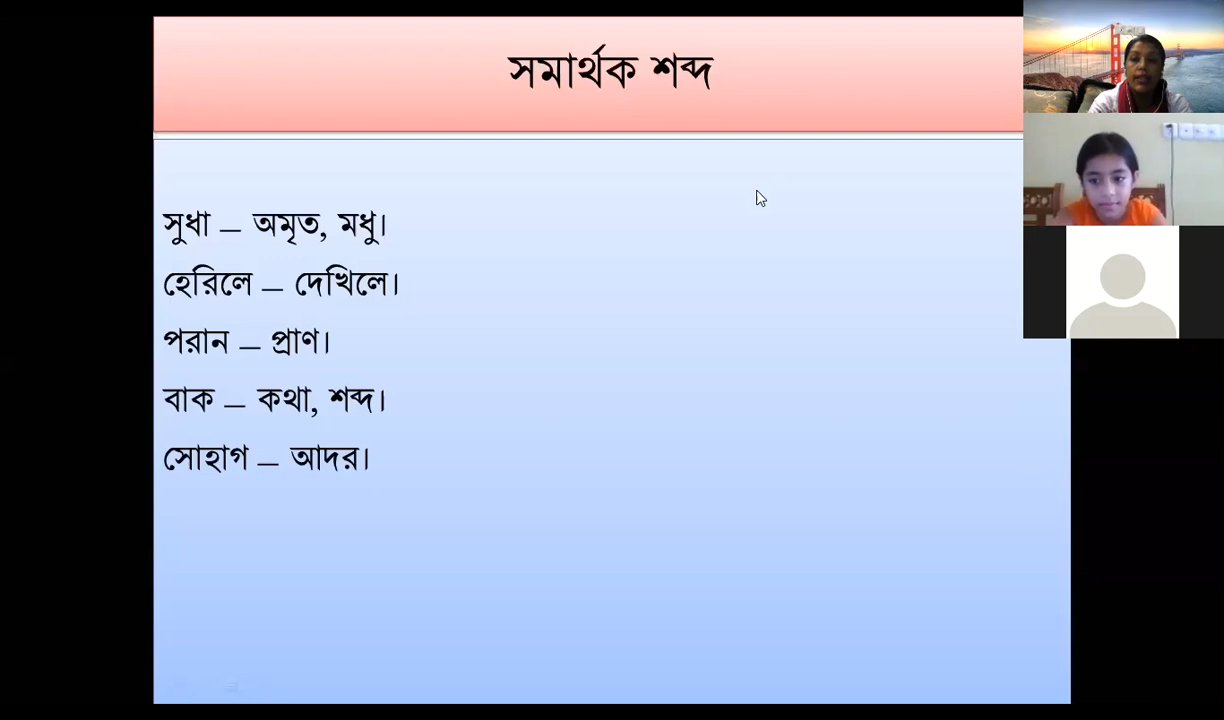 সমার্থক শব্দ
সুধা – অমৃত, মধু।
হেরিলে – দেখিলে।
পরান – প্রাণ।
বাক – কথা, শব্দ।
সোহাগ – আদর।